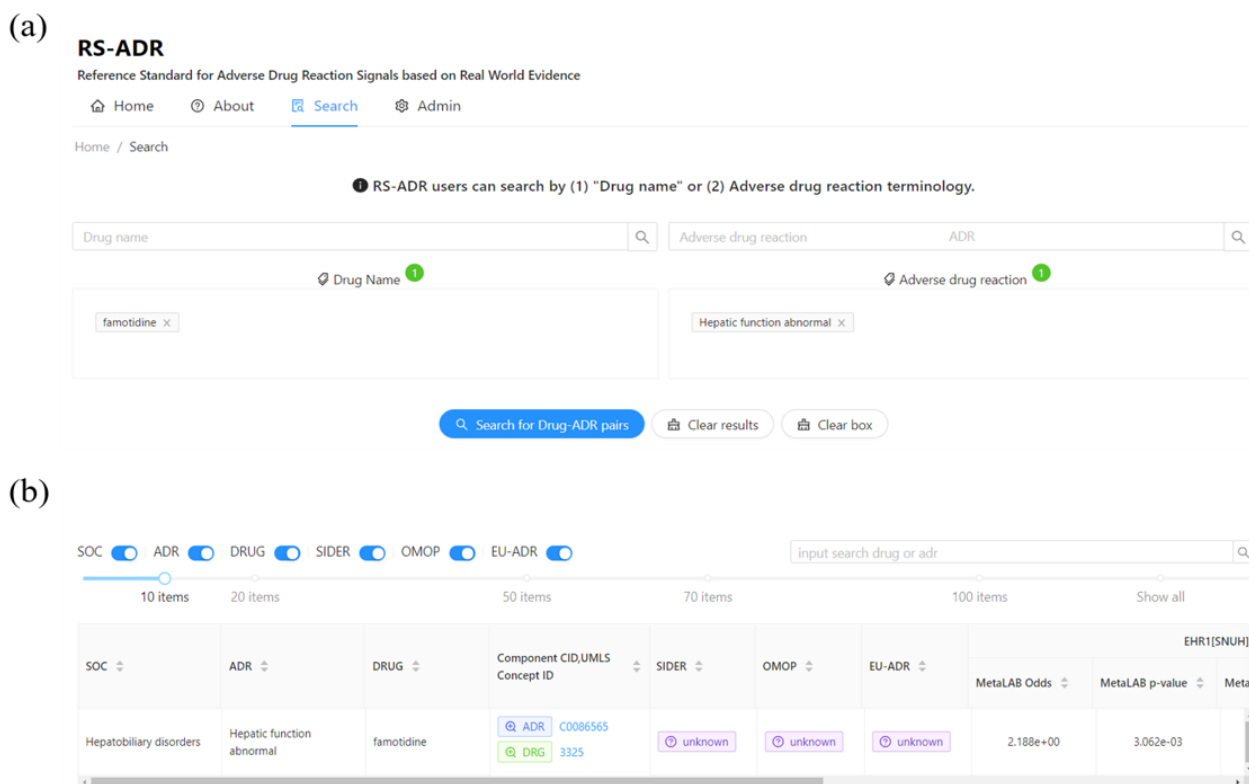 (a)
RS-ADR
Reference Standard for Adverse Drug Reaction Signals based on Real World Evidence
Home About Search Admin
Home / Search
RS-ADR users can search by (1) "Drug name" or (2) Adverse drug reaction terminology.
Drug name Adverse drug reaction ADR
Drug Name 1 Adverse drug reaction 1
famotidine × Hepatic function abnormal ×
Search for Drug-ADR pairs Clear results Clear box
(b)
SOC ADR DRUG SIDER OMOP EU-ADR input search drug or adr
10 items 20 items 50 items 70 items 100 items Show all
EHR1[SNUH]
SOC ADR DRUG Component CID,UMLS Concept ID SIDER OMOP EU-ADR
MetaLAB Odds MetaLAB p-value Meta
Hepatobiliary disorders Hepatic function abnormal famotidine ADR C0086565 DRG 3325 unknown unknown unknown 2.188e+00 3.062e-03